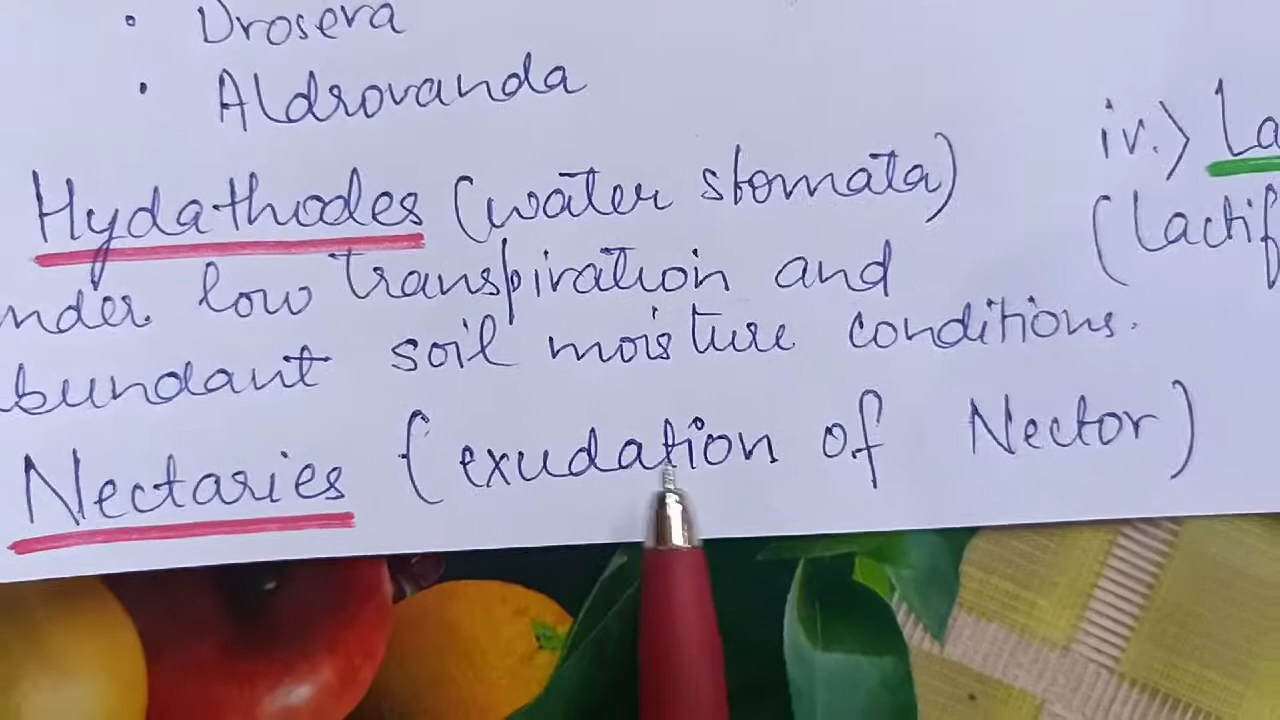 • Drosera
• Aldrovanda
Hydathodes (water stomata)
nder low transpiration and
bundant soil moisture conditions.
Nectaries (exudation of Nector)
iv.) La
(Lactif